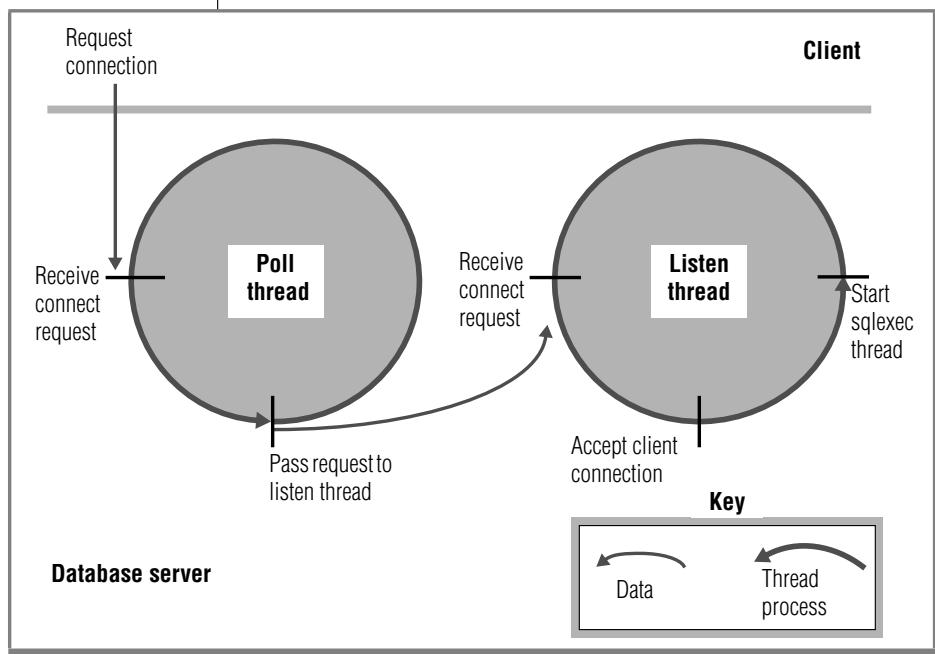 Request
connection
Client
Receive
connect
request
Poll
thread
Receive
connect
request
Listen
thread
Start
sqlexec
thread
Pass request to
listen thread
Accept client
connection
Key
Database server
Data
Thread
process